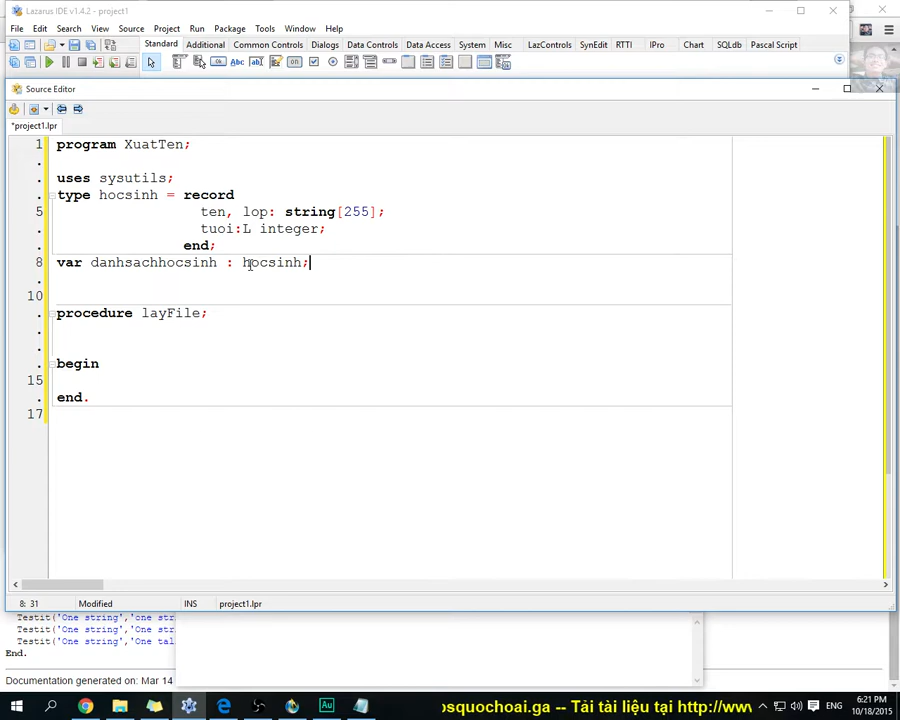 Lazarus IDE v1.4.2 - project1
File Edit Search View Source Project Run Package Tools Window Help
Standard Additional Common Controls Dialogs Data Controls Data Access System Misc LazControls SynEdit RTTI IPro Chart SQLdb Pascal Script
Source Editor
*project1.lpr
1 program XuatTen;
uses sysutils;
type hocsinh = record
5 ten, lop: string[255];
tuoi:L integer;
end;
8 var danhsachhocsinh : hocsinh;
10
procedure layFile;
begin
15
end.
17
8: 31 Modified INS project1.lpr
Testit('One string','one str
Testit('One string','One str
Testit('One string','One tal
End.
Documentation generated on: Mar 14
ɔsquochoai.ga -- Tải tài liệu tại http://www
ENG 6:21 PM
10/18/2015